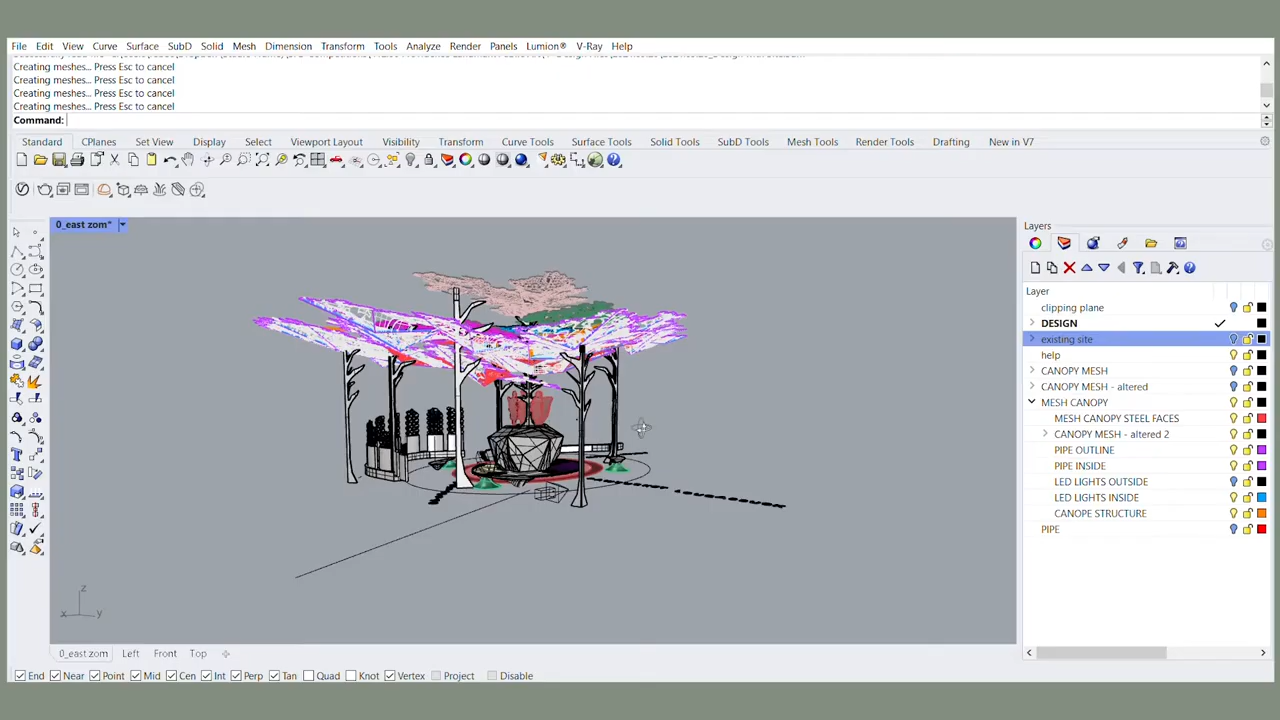 File Edit View Curve Surface SubD Solid Mesh Dimension Transform Tools Analyze Render Panels Lumion® V-Ray Help
Creating meshes... Press Esc to cancel
Creating meshes... Press Esc to cancel
Creating meshes... Press Esc to cancel
Creating meshes... Press Esc to cancel
Command:
Standard CPlanes Set View Display Select Viewport Layout Visibility Transform Curve Tools Surface Tools Solid Tools SubD Tools Mesh Tools Render Tools Drafting New in V7
0_east zom*
Layers
Layer
clipping plane
DESIGN
existing site
help
CANOPY MESH
CANOPY MESH - altered
MESH CANOPY
MESH CANOPY STEEL FACES
CANOPY MESH - altered 2
PIPE OUTLINE
PIPE INSIDE
LED LIGHTS OUTSIDE
LED LIGHTS INSIDE
CANOPE STRUCTURE
PIPE
z
x y
0_east zom Left Front Top
End Near Point Mid Cen Int Perp Tan Quad Knot Vertex Project Disable